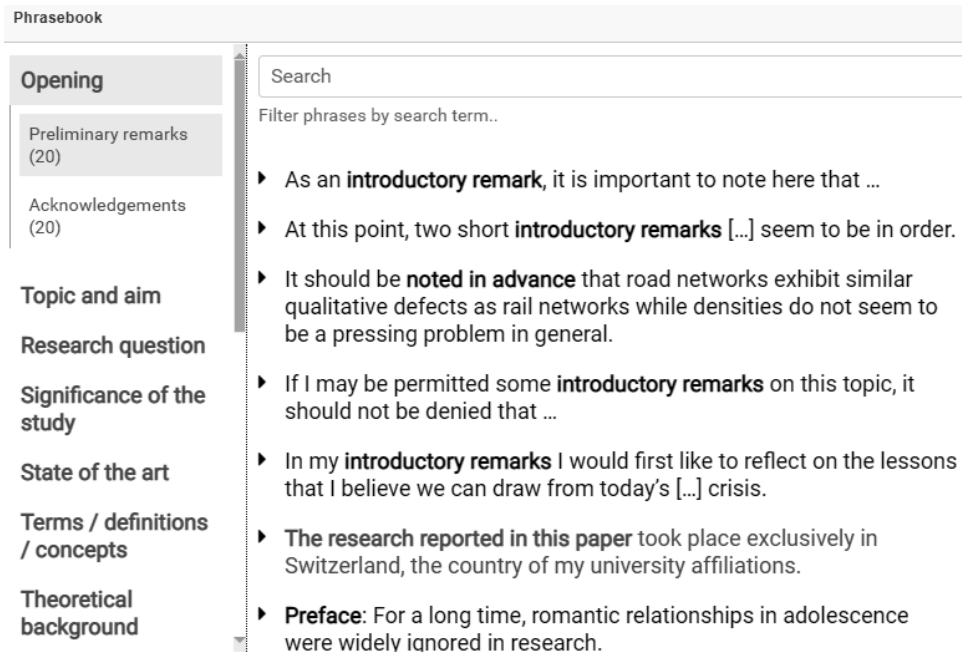 Phrasebook
Opening
Preliminary remarks
(20)
Acknowledgements
(20)
Topic and aim
Research question
Significance of the
study
State of the art
Terms / definitions
/ concepts
Theoretical
background
Search
Filter phrases by search term..
As an introductory remark, it is important to note here that ...
At this point, two short introductory remarks [...] seem to be in order.
It should be noted in advance that road networks exhibit similar
qualitative defects as rail networks while densities do not seem to
be a pressing problem in general.
If I may be permitted some introductory remarks on this topic, it
should not be denied that ...
In my introductory remarks I would first like to reflect on the lessons
that I believe we can draw from today's [...] crisis.
The research reported in this paper took place exclusively in
Switzerland, the country of my university affiliations.
Preface: For a long time, romantic relationships in adolescence
were widely ignored in research.